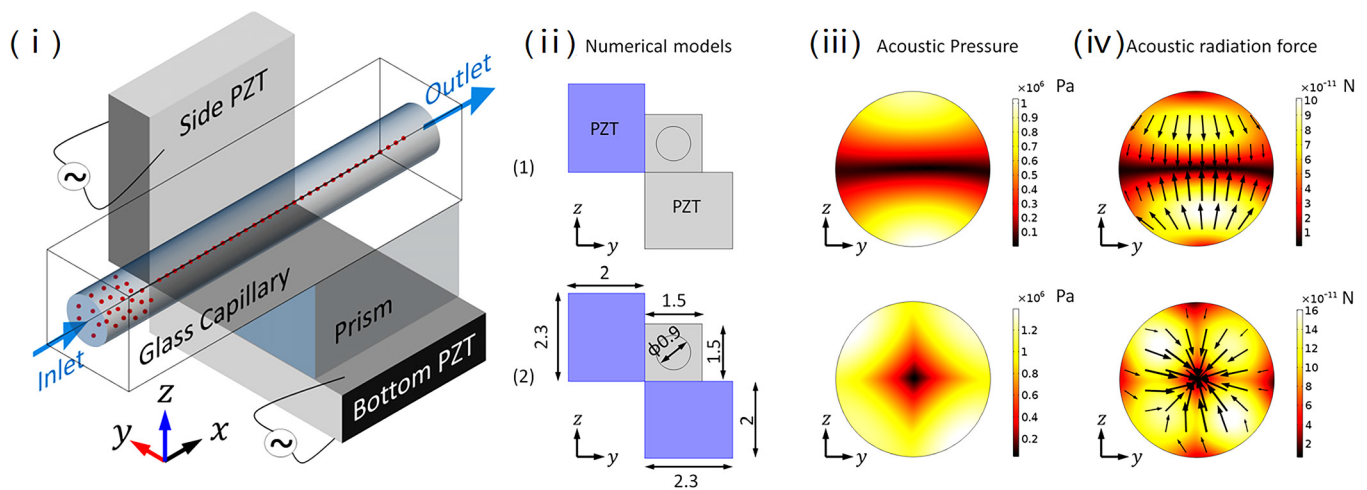 (i)
Side PZT
Outlet
Glass Capillary
Prism
Bottom PZT
Inlet
z
y
x
~
~
(ii) Numerical models
(1)
PZT
PZT
z
y
(2)
2
2.3
1.5
ϕ0.9
1.5
2
2.3
z
y
(iii) Acoustic Pressure
×10⁶ Pa
1
0.9
0.8
0.7
0.6
0.5
0.4
0.3
0.2
0.1
z
y
×10⁶ Pa
1.2
1
0.8
0.6
0.4
0.2
z
y
(iv) Acoustic radiation force
×10⁻¹¹ N
10
9
8
7
6
5
4
3
2
1
z
y
×10⁻¹¹ N
16
14
12
10
8
6
4
2
z
y